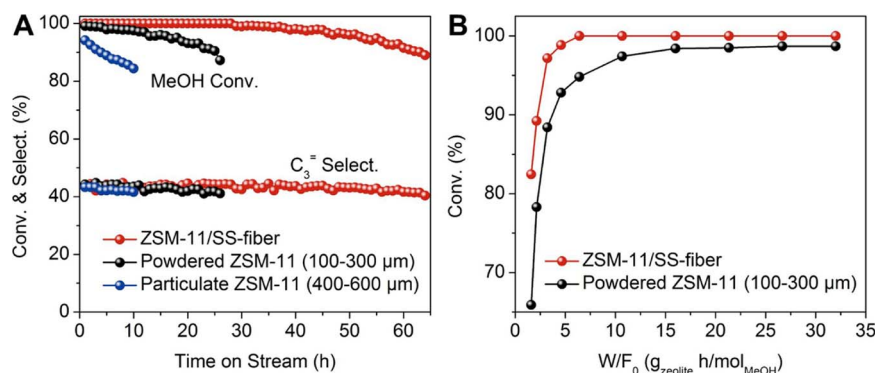 A
100
80
60
40
20
0
Conv. & Select. (%)
MeOH Conv.
C₃⁼ Select.
ZSM-11/SS-fiber
Powdered ZSM-11 (100-300 μm)
Particulate ZSM-11 (400-600 μm)
0 10 20 30 40 50 60
Time on Stream (h)
B
100
90
80
70
Conv. (%)
ZSM-11/SS-fiber
Powdered ZSM-11 (100-300 μm)
0 5 10 15 20 25 30 35
W/F₀ (g_zeolite h/mol_MeOH)